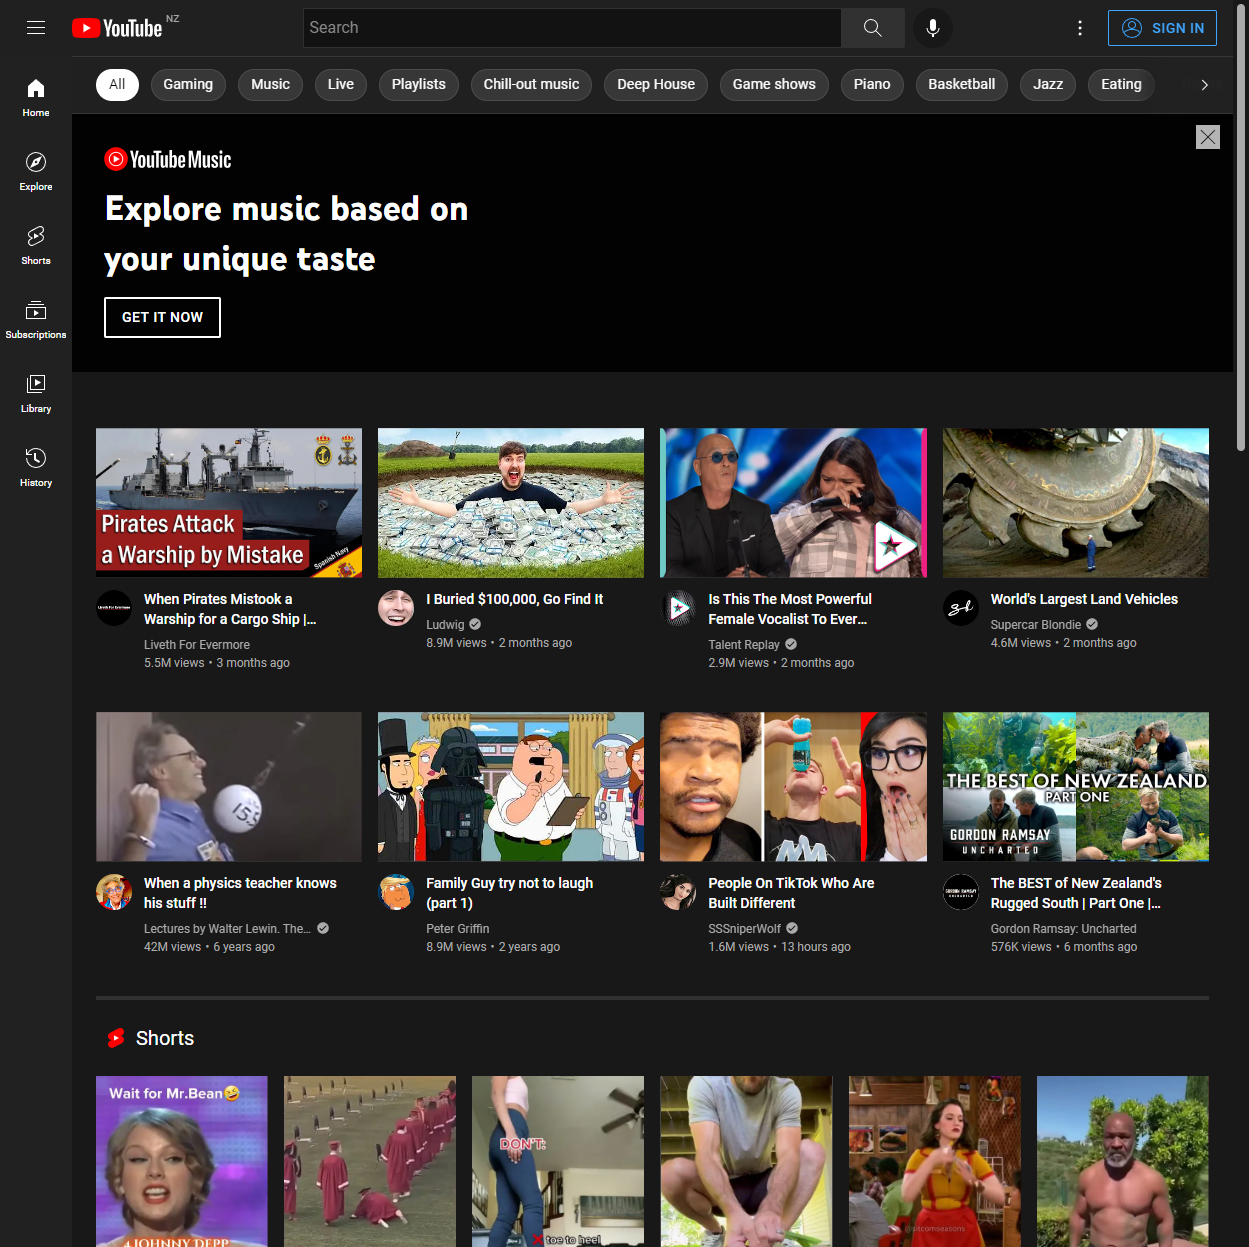 YouTube NZ
Search
SIGN IN
Home
Explore
Shorts
Subscriptions
Library
History
All
Gaming
Music
Live
Playlists
Chill-out music
Deep House
Game shows
Piano
Basketball
Jazz
Eating
YouTube Music
Explore music based on
your unique taste
GET IT NOW
Pirates Attack
a Warship by Mistake
Spanish Navy
When Pirates Mistook a
Warship for a Cargo Ship |...
Liveth For Evermore
5.5M views • 3 months ago
I Buried $100,000, Go Find It
Ludwig
8.9M views • 2 months ago
Is This The Most Powerful
Female Vocalist To Ever...
Talent Replay
2.9M views • 2 months ago
World's Largest Land Vehicles
Supercar Blondie
4.6M views • 2 months ago
15.5
When a physics teacher knows
his stuff !!
Lectures by Walter Lewin. The...
42M views • 6 years ago
Family Guy try not to laugh
(part 1)
Peter Griffin
8.9M views • 2 years ago
People On TikTok Who Are
Built Different
SSSniperWolf
1.6M views • 13 hours ago
THE BEST OF NEW ZEALAND
PART ONE
GORDON RAMSAY
UNCHARTED
The BEST of New Zealand's
Rugged South | Part One |...
Gordon Ramsay: Uncharted
576K views • 6 months ago
Shorts
Wait for Mr.Bean🤣
JOHNNY DEPP
DON'T:
❌ toe to heel
@sitcomseasons